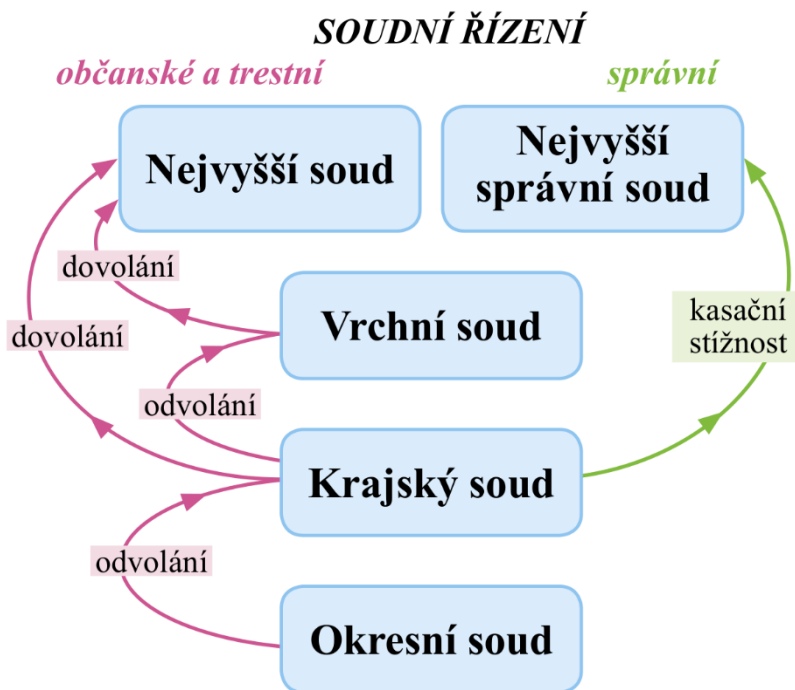 SOUDNÍ ŘÍZENÍ
občanské a trestní
správní
Nejvyšší soud
Nejvyšší
správní soud
dovolání
Vrchní soud
kasační
stížnost
dovolání
odvolání
Krajský soud
odvolání
Okresní soud